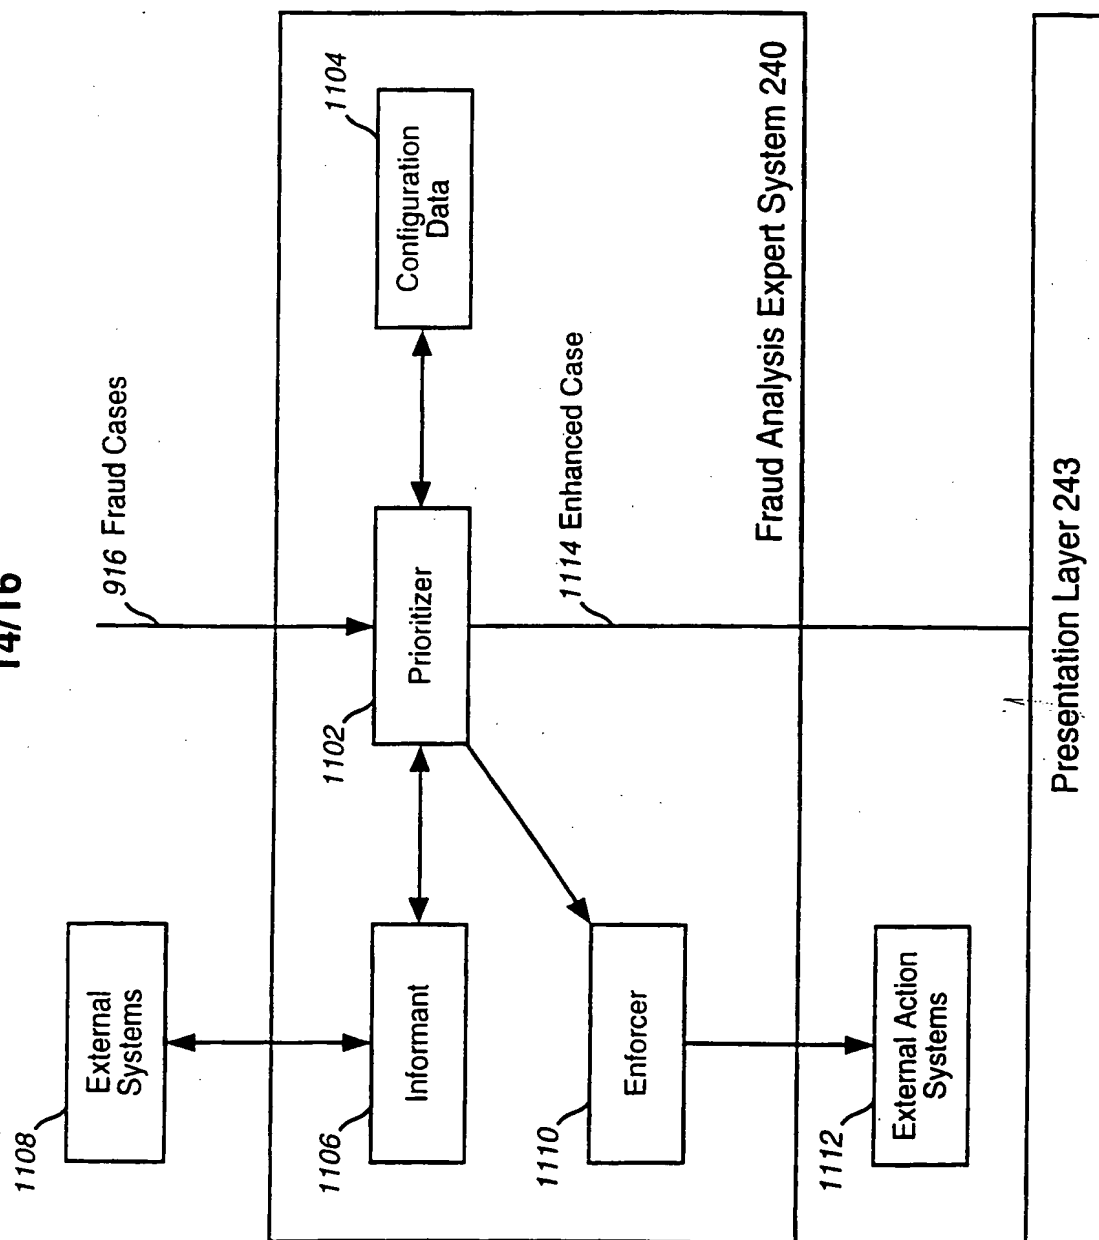 14/16
1108
External
Systems
916 Fraud Cases
1106
1102
1104
Informant
Prioritizer
Configuration
Data
1110
Enforcer
1114 Enhanced Case
Fraud Analysis Expert System 240
1112
External Action
Systems
Presentation Layer 243